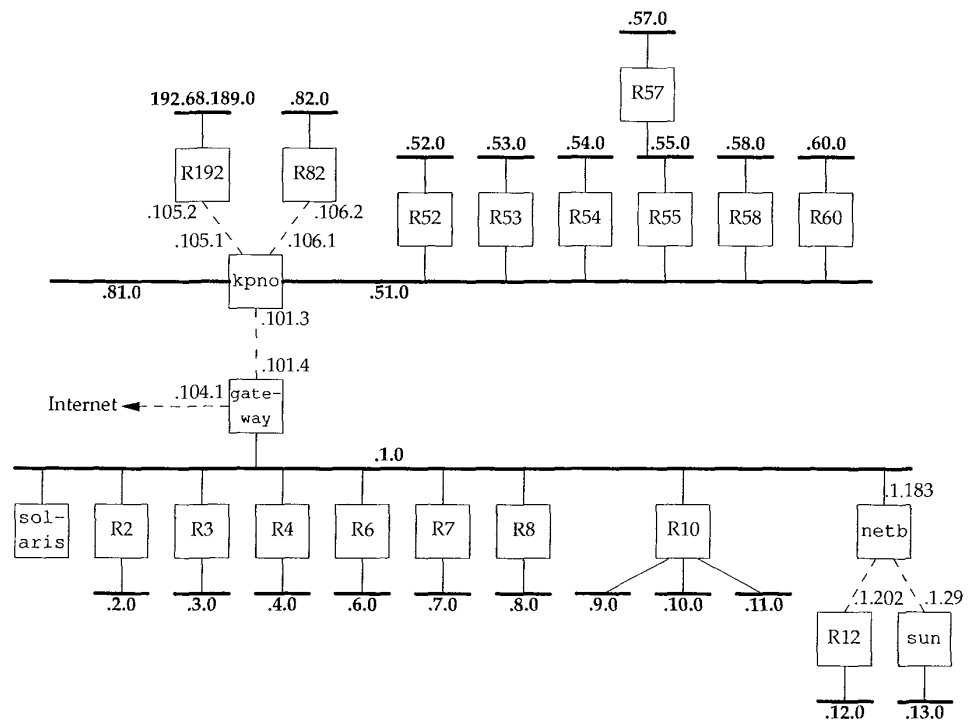 .57.0
R57
192.68.189.0 .82.0
.52.0 .53.0 .54.0 .55.0 .58.0 .60.0
R192 R82
R52 R53 R54 R55 R58 R60
.105.2 .106.2
.105.1 .106.1
kpno
.81.0 .51.0
.101.3
.101.4
.104.1
Internet
gate-
way
.1.0
.1.183
sol-
aris
R2 R3 R4 R6 R7 R8 R10 netb
.2.0 .3.0 .4.0 .6.0 .7.0 .8.0 .9.0 .10.0 .11.0
.1.202 .1.29
R12 sun
.12.0 .13.0